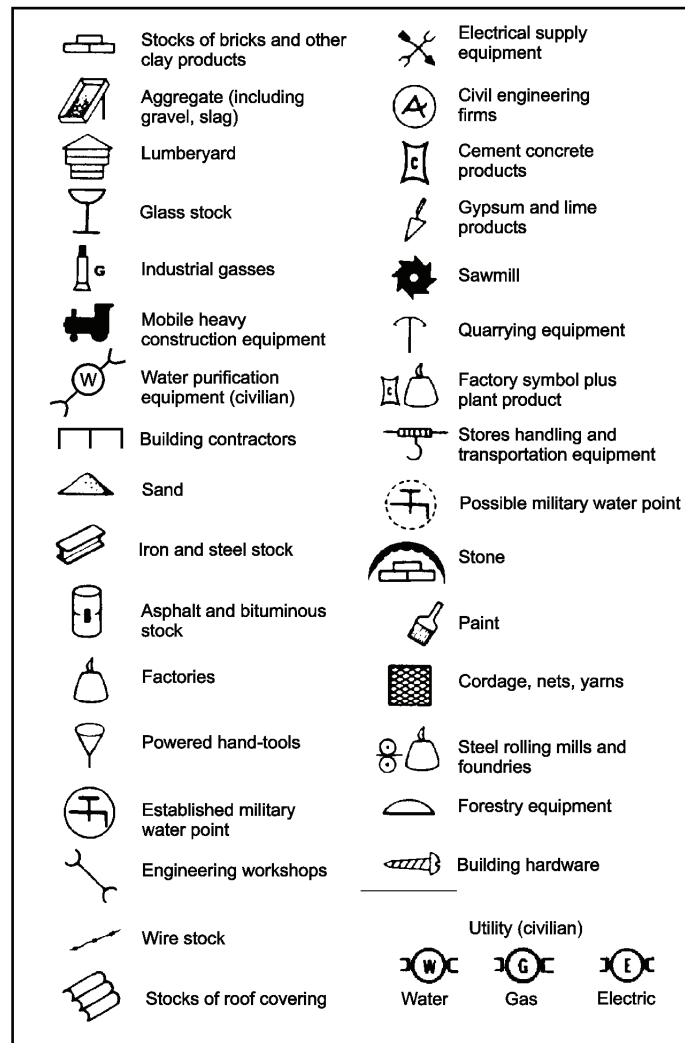 Stocks of bricks and other
clay products
Aggregate (including
gravel, slag)
Lumberyard
Glass stock
G
Industrial gasses
Mobile heavy
construction equipment
W
Water purification
equipment (civilian)
Building contractors
Sand
Iron and steel stock
B
Asphalt and bituminous
stock
Factories
Powered hand-tools
Established military
water point
Engineering workshops
Wire stock
Stocks of roof covering
Electrical supply
equipment
A
Civil engineering
firms
C
Cement concrete
products
Gypsum and lime
products
Sawmill
Quarrying equipment
C
Factory symbol plus
plant product
Stores handling and
transportation equipment
Possible military water point
Stone
Paint
Cordage, nets, yarns
Steel rolling mills and
foundries
Forestry equipment
Building hardware
Utility (civilian)
W G E
Water Gas Electric